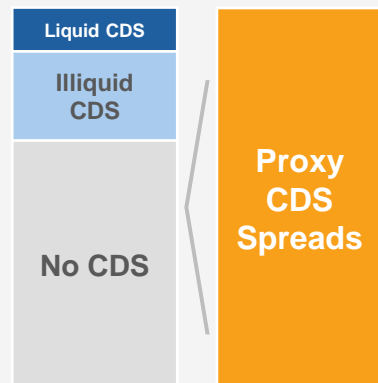 Liquid CDS
Illiquid
CDS
No CDS
Proxy
CDS
Spreads